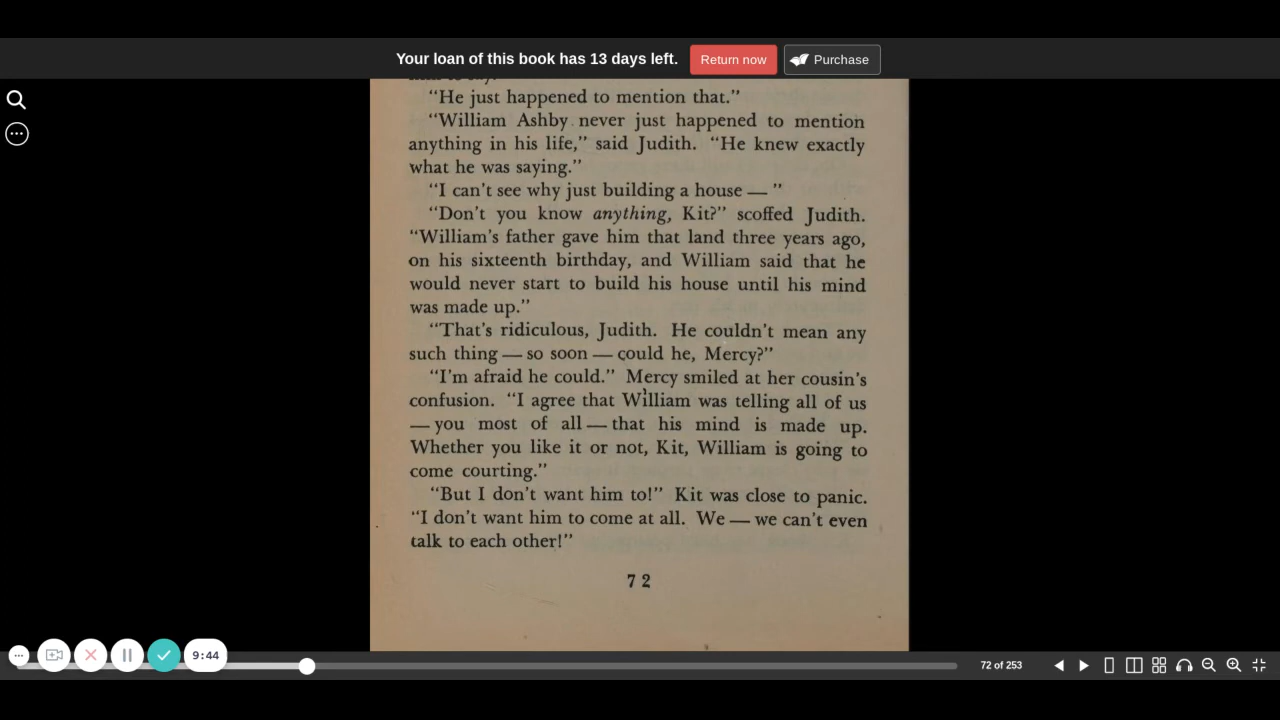 Your loan of this book has 13 days left. Return now Purchase
"He just happened to mention that."
"William Ashby never just happened to mention
anything in his life," said Judith. "He knew exactly
what he was saying."
"I can't see why just building a house — "
"Don't you know anything, Kit?" scoffed Judith.
"William's father gave him that land three years ago,
on his sixteenth birthday, and William said that he
would never start to build his house until his mind
was made up."
"That's ridiculous, Judith. He couldn't mean any
such thing — so soon — could he, Mercy?"
"I'm afraid he could." Mercy smiled at her cousin's
confusion. "I agree that William was telling all of us
— you most of all — that his mind is made up.
Whether you like it or not, Kit, William is going to
come courting."
"But I don't want him to!" Kit was close to panic.
"I don't want him to come at all. We — we can't even
talk to each other!"
72
9:44
72 of 253